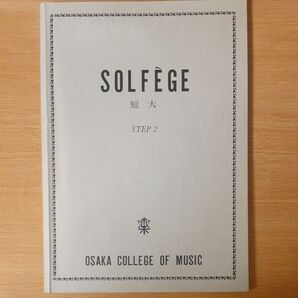 SOLFÈGE
短大
STEP 2
OSAKA COLLEGE OF MUSIC